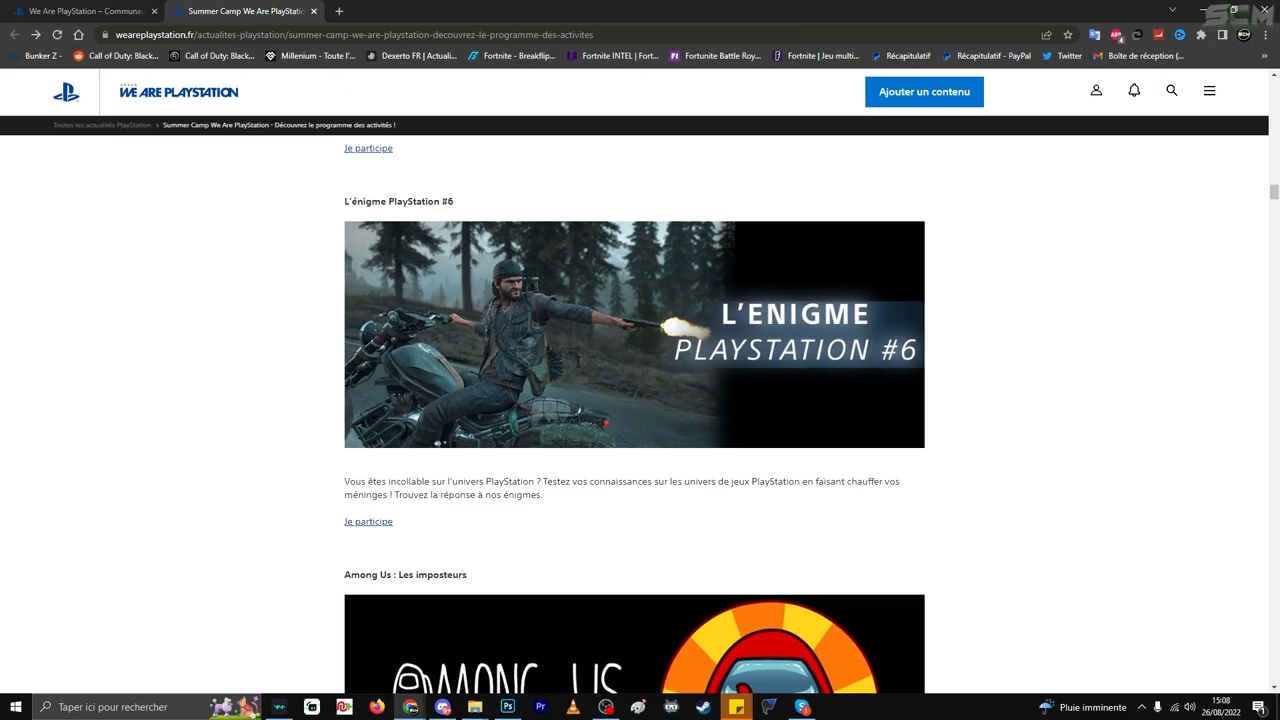 We Are PlayStation – Commun
Summer Camp We Are PlayStatio
weareplaystation.fr/actualites-playstation/summer-camp-we-are-playstation-decouvrez-le-programme-des-activites
Bunker Z -
Call of Duty: Black...
Call of Duty: Black...
Millenium - Toute l'...
Dexerto FR | Actuali...
Fortnite - Breakflip...
Fortnite INTEL | Fort...
Fortunite Battle Roy...
Fortnite | Jeu multi...
Récapitulatif
Récapitulatif - PayPal
Twitter
Boîte de réception (...
WE ARE PLAYSTATION
Ajouter un contenu
Toutes les actualités PlayStation > Summer Camp We Are PlayStation - Découvrez le programme des activités !
Je participe
L'énigme PlayStation #6
L'ENIGME
PLAYSTATION #6
Vous êtes incollable sur l'univers PlayStation ? Testez vos connaissances sur les univers de jeux PlayStation en faisant chauffer vos
méninges ! Trouvez la réponse à nos énigmes.
Je participe
Among Us : Les imposteurs
AMONG US
Taper ici pour rechercher
Pluie imminente
15:08
26/08/2022